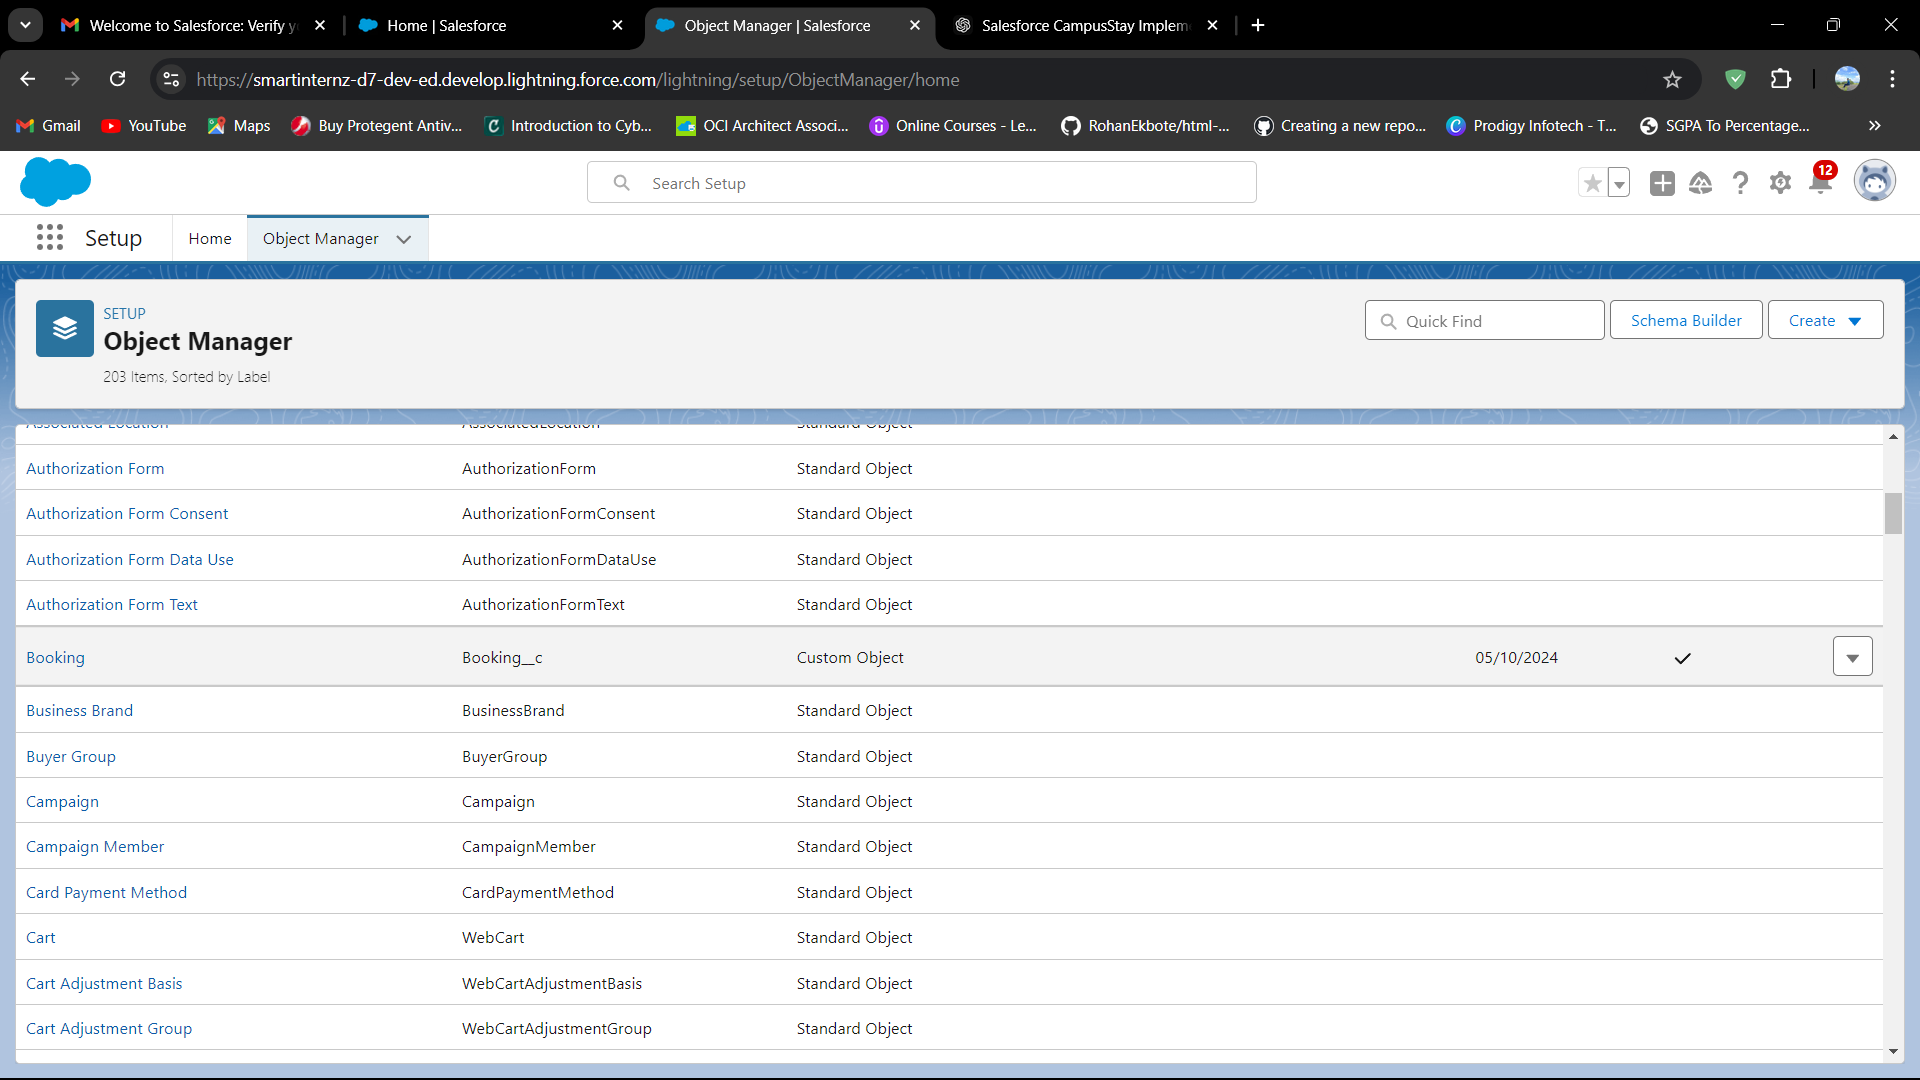 Welcome to Salesforce: Verify y
Home | Salesforce
Object Manager | Salesforce
Salesforce CampusStay Implem
https://smartinternz-d7-dev-ed.develop.lightning.force.com/lightning/setup/ObjectManager/home
Gmail
YouTube
Maps
Buy Protegent Antiv...
Introduction to Cyb...
OCI Architect Associ...
Online Courses - Le...
RohanEkbote/html-...
Creating a new repo...
Prodigy Infotech - T...
SGPA To Percentage...
Search Setup
12
Setup
Home
Object Manager
SETUP
Object Manager
203 Items, Sorted by Label
Quick Find
Schema Builder
Create
Associated Location AssociatedLocation Standard Object
Authorization Form AuthorizationForm Standard Object
Authorization Form Consent AuthorizationFormConsent Standard Object
Authorization Form Data Use AuthorizationFormDataUse Standard Object
Authorization Form Text AuthorizationFormText Standard Object
Booking Booking__c Custom Object 05/10/2024
Business Brand BusinessBrand Standard Object
Buyer Group BuyerGroup Standard Object
Campaign Campaign Standard Object
Campaign Member CampaignMember Standard Object
Card Payment Method CardPaymentMethod Standard Object
Cart WebCart Standard Object
Cart Adjustment Basis WebCartAdjustmentBasis Standard Object
Cart Adjustment Group WebCartAdjustmentGroup Standard Object